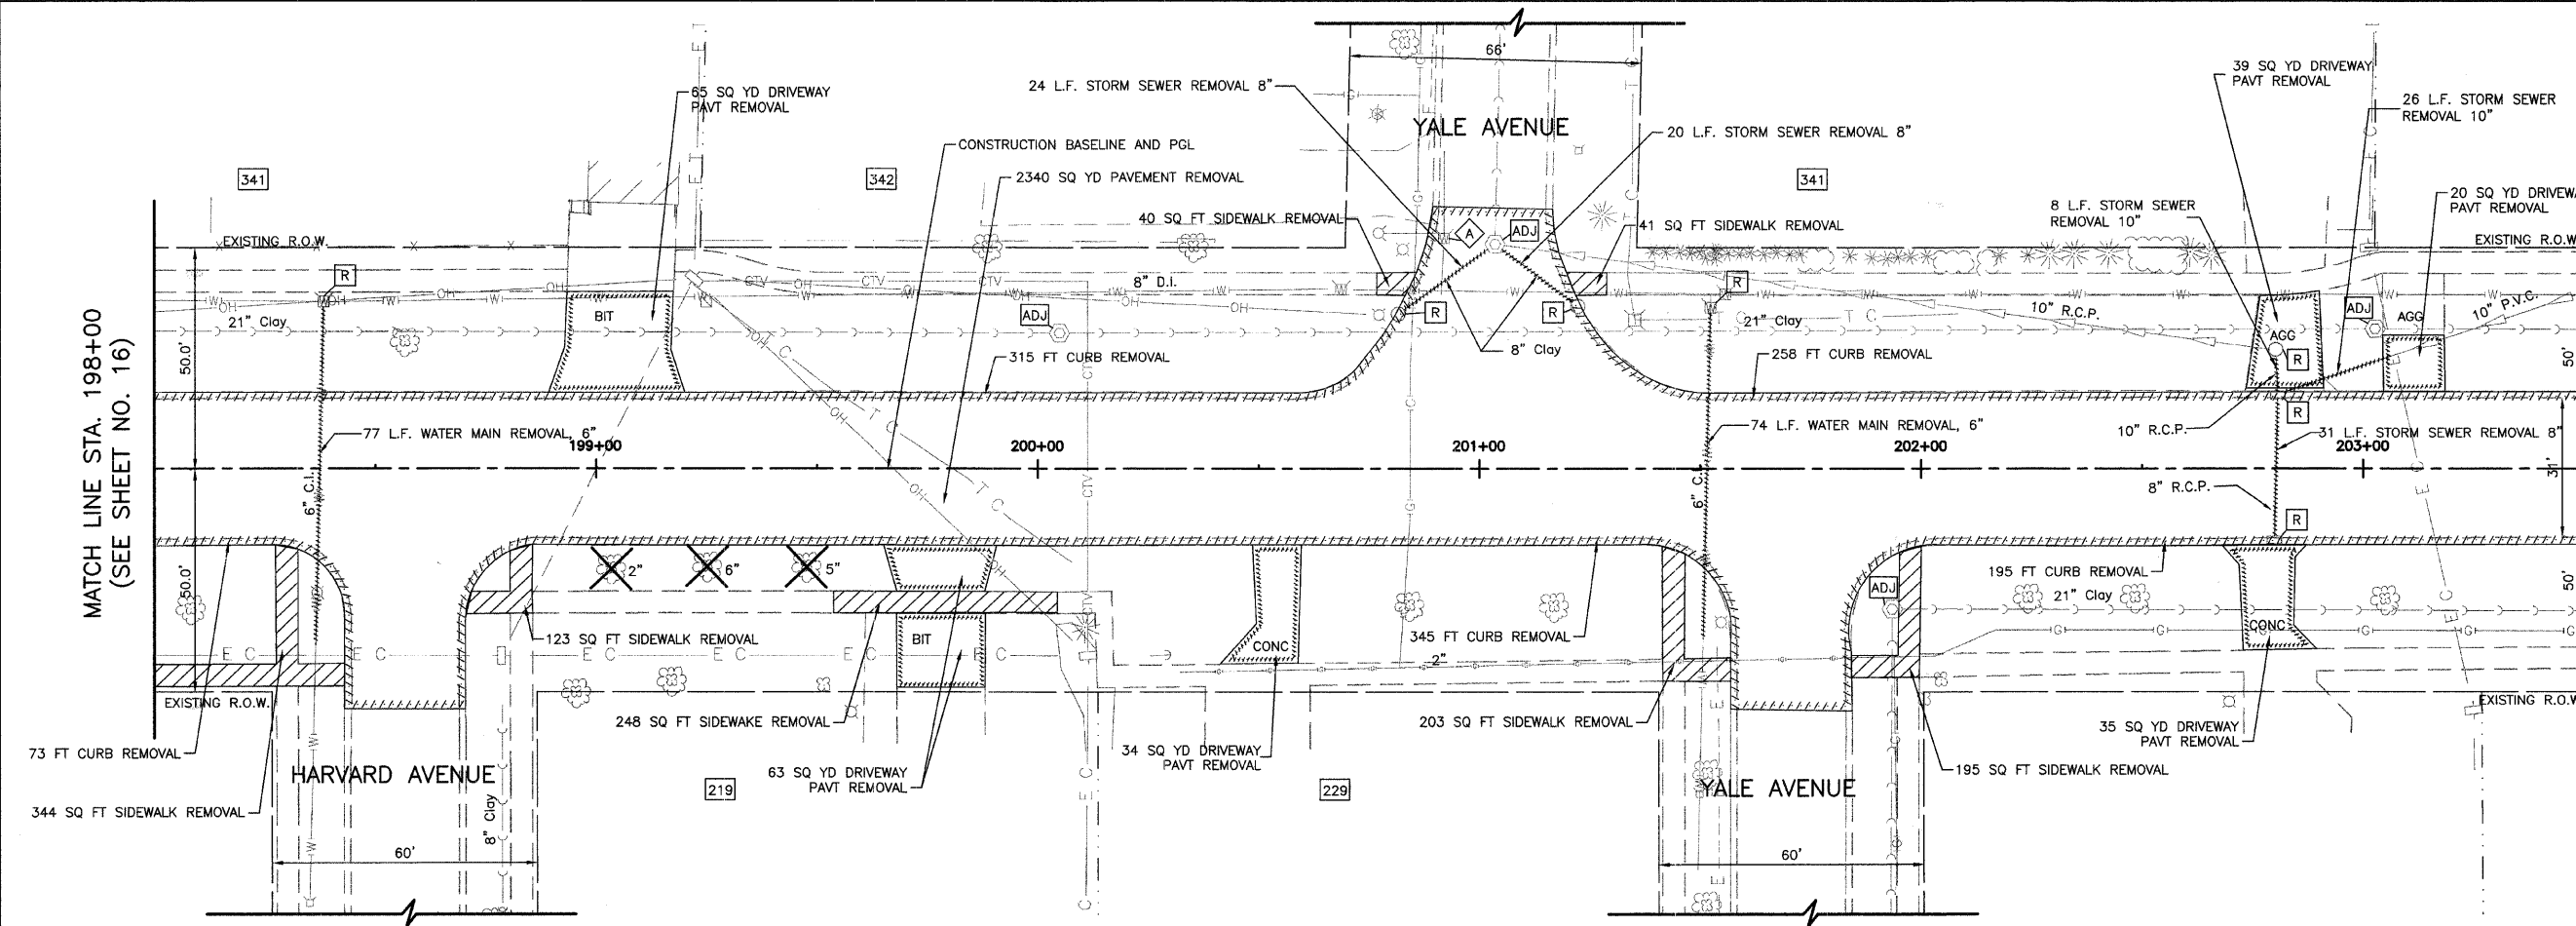 66'
24 L.F. STORM SEWER REMOVAL 8"
39 SQ YD DRIVEWAY
PAVT REMOVAL
65 SQ YD DRIVEWAY
PAVT REMOVAL
26 L.F. STORM SEWER
REMOVAL 10"
YALE AVENUE
20 L.F. STORM SEWER REMOVAL 8"
CONSTRUCTION BASELINE AND PGL
341
342
2340 SQ YD PAVEMENT REMOVAL
341
8 L.F. STORM SEWER
REMOVAL 10"
20 SQ YD DRIVEWA
PAVT REMOVAL
40 SQ FT SIDEWALK REMOVAL
A
ADJ
41 SQ FT SIDEWALK REMOVAL
EXISTING R.O.W.
EXISTING R.O.W
R
8" D.I.
R
21" Clay
BIT
ADJ
R
R
21" Clay
10" R.C.P.
ADJ
AGG
10" P.V.C.
8" Clay
AGG
R
50.0'
315 FT CURB REMOVAL
258 FT CURB REMOVAL
50'
MATCH LINE STA. 198+00
(SEE SHEET NO. 16)
R
77 L.F. WATER MAIN REMOVAL, 6"
74 L.F. WATER MAIN REMOVAL, 6"
10" R.C.P.
31 L.F. STORM SEWER REMOVAL 8"
199+00
200+00
201+00
202+00
203+00
31'
6" C.I.
6" C.I.
8" R.C.P.
R
2"
6"
5"
50.0'
195 FT CURB REMOVAL
50'
ADJ
21" Clay
123 SQ FT SIDEWALK REMOVAL
BIT
345 FT CURB REMOVAL
CONC
CONC
2"
EXISTING R.O.W.
EXISTING R.O.W
248 SQ FT SIDEWAKE REMOVAL
203 SQ FT SIDEWALK REMOVAL
35 SQ YD DRIVEWAY
PAVT REMOVAL
73 FT CURB REMOVAL
34 SQ YD DRIVEWAY
PAVT REMOVAL
HARVARD AVENUE
63 SQ YD DRIVEWAY
PAVT REMOVAL
195 SQ FT SIDEWALK REMOVAL
219
229
YALE AVENUE
344 SQ FT SIDEWALK REMOVAL
8" Clay
60'
60'